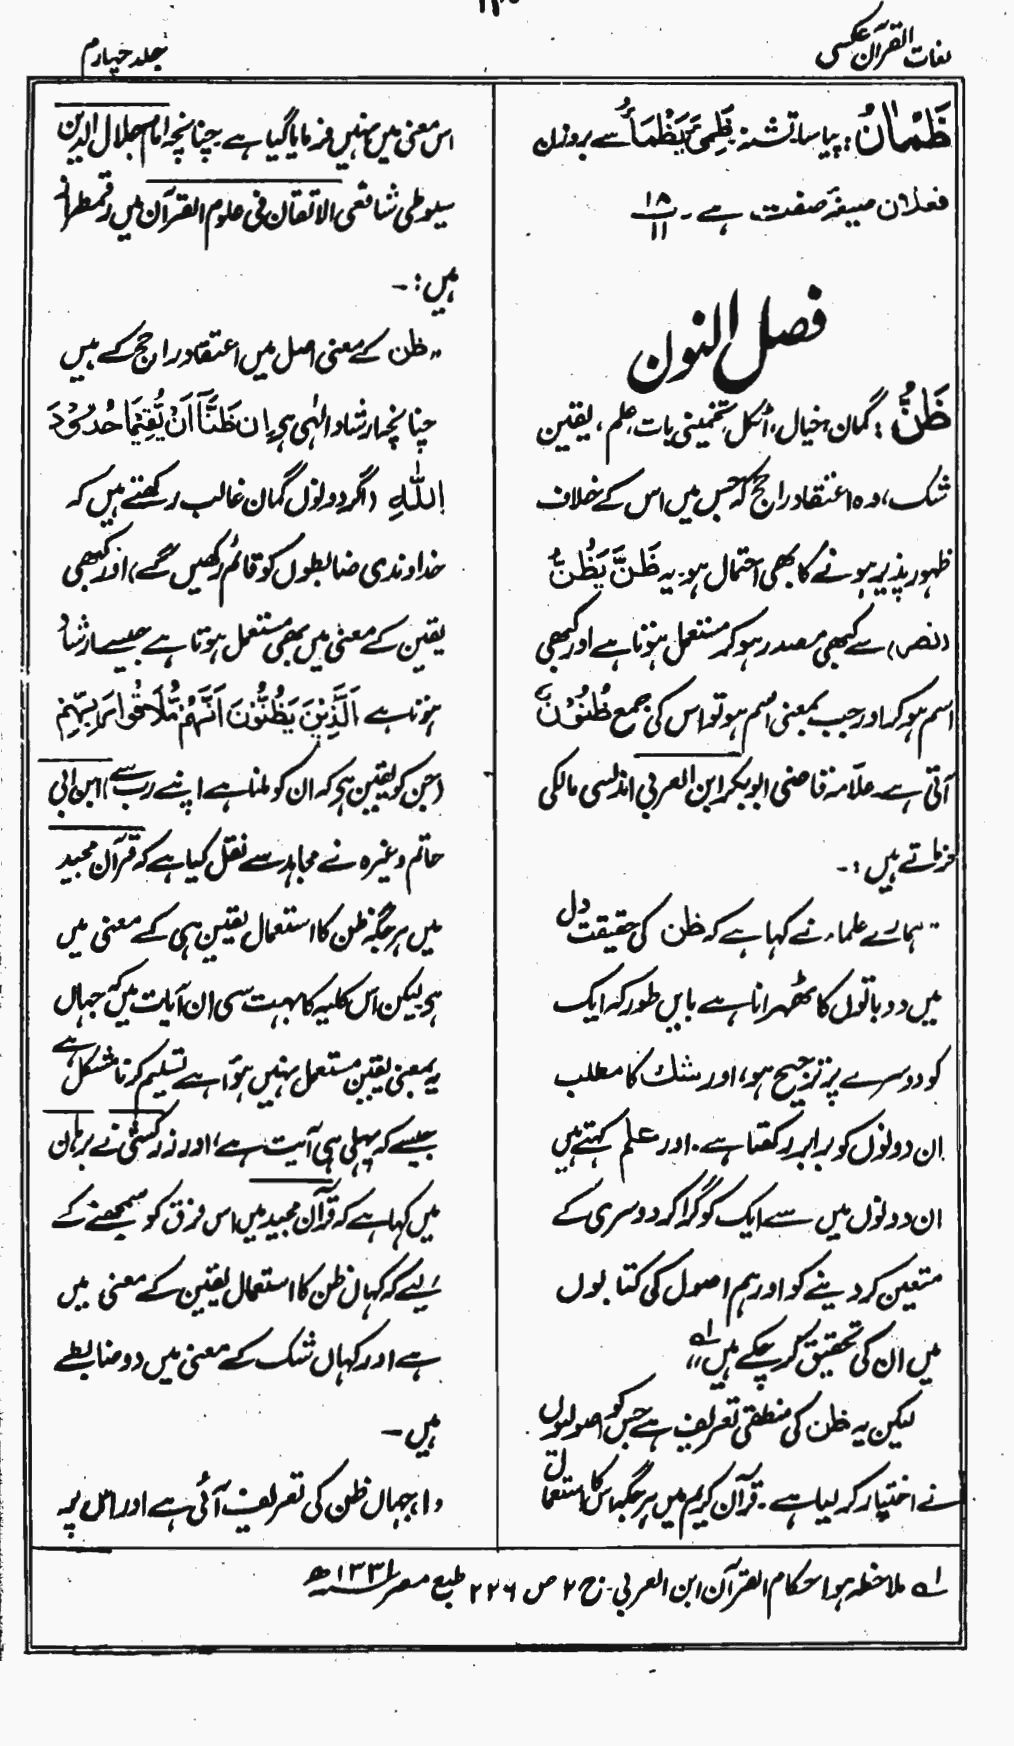 لغات القرآن عکسی
جلد چہارم
ظَمْاٰنُ: پیاسا، تشنہ، ظَمِیَ یَظْمَأُ سے بروزن
فعلان صیغۂ صفت ہے۔ ۱۸/۱۱
فصل النون
ظَنٌّ: گمان، خیال، اٹکل، تخمینی بات، علم، یقین
شک، وہ اعتقاد راجح کہ جس میں اس کے خلاف
ظہور پذیر ہونے کا بھی احتمال ہو۔ یہ ظَنَّ یَظُنُّ
(نصر) سے کبھی مصدر ہو کر مستعمل ہوتا ہے اور کبھی
اسم ہو کر اور جب بمعنی اسم ہو تو اس کی جمع ظُنُوْنٌ
آتی ہے۔ علامہ قاضی ابوبکر ابن العربی اندلسی مالکی
فرماتے ہیں:۔
"ہمارے علماء نے کہا ہے کہ ظن کی حقیقت دل
میں دو باتوں کا ٹھہرانا ہے بایں طور کہ ایک
کو دوسرے پر ترجیح ہو، اور شک کا مطلب
ان دونوں کو برابر رکھنا ہے۔ اور علم کہتے ہیں
ان دونوں میں سے ایک کو گرا کر دوسری کے
متعین کر دینے کو اور ہم اصول کی کتابوں
میں ان کی تحقیق کر چکے ہیں" لہ
لیکن یہ ظن کی منطقی تعریف ہے جس کو اصولیوں
نے اختیار کر لیا ہے۔ قرآن کریم میں ہر جگہ اس کا استعمال
اس معنی میں نہیں فرمایا گیا ہے۔ چنانچہ امام جلال الدین
سیوطی شافعی الاتقان فی علوم القرآن میں رقمطراز
ہیں:۔
"ظن کے معنی اصل میں اعتقاد راجح کے ہیں
چنانچہ ارشاد الٰہی ہے اِنْ ظَنَّآ اَنْ یُّقِیْمَا حُدُوْدَ
اللّٰهِ (اگر دونوں گمان غالب رکھتے ہیں کہ
خداوندی ضابطوں کو قائم رکھیں گے) اور کبھی
یقین کے معنی میں بھی مستعمل ہوتا ہے جیسے ارشاد
ہوتا ہے اَلَّذِیْنَ یَظُنُّوْنَ اَنَّهُمْ مُّلٰقُوْا رَبِّهِمْ
(جن کو یقین ہے کہ ان کو ملنا ہے اپنے رب سے) ابن ابی
حاتم وغیرہ نے مجاہد سے نقل کیا ہے کہ قرآن مجید
میں ہر جگہ ظن کا استعمال یقین ہی کے معنی میں
ہے لیکن اس کلیہ کا بہت سی ان آیات میں کہ جہاں
یہ بمعنی یقین مستعمل نہیں ہوا ہے تسلیم کرنا مشکل ہے
جیسے کہ پہلی ہی آیت ہے، اور زرکشی نے برہان
میں کہا ہے کہ قرآن مجید میں اس فرق کو سمجھنے کے
لیے کہ کہاں ظن کا استعمال یقین کے معنی میں
ہے اور کہاں شک کے معنی میں دو ضابطے
ہیں۔
(۱) جہاں ظن کی تعریف آئی ہے اور اس پر
لہ ملاحظہ ہو احکام القرآن ابن العربی۔ ج ۲ ص ۲۲۶ طبع مصر سنہ ۱۳۳۱ھ